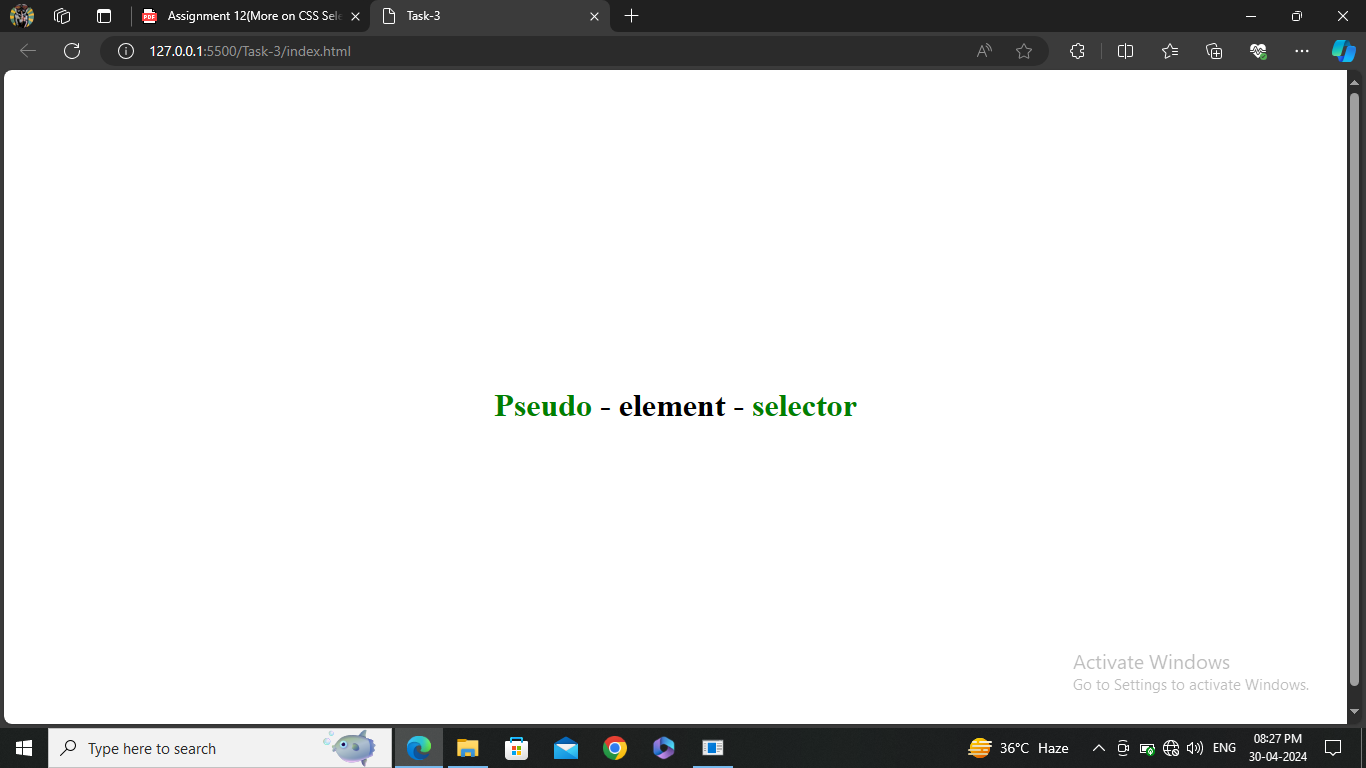 Assignment 12(More on CSS Sele
Task-3
127.0.0.1:5500/Task-3/index.html
Pseudo - element - selector
Activate Windows
Go to Settings to activate Windows.
Type here to search
36°C Haze
ENG
08:27 PM
30-04-2024
PDF